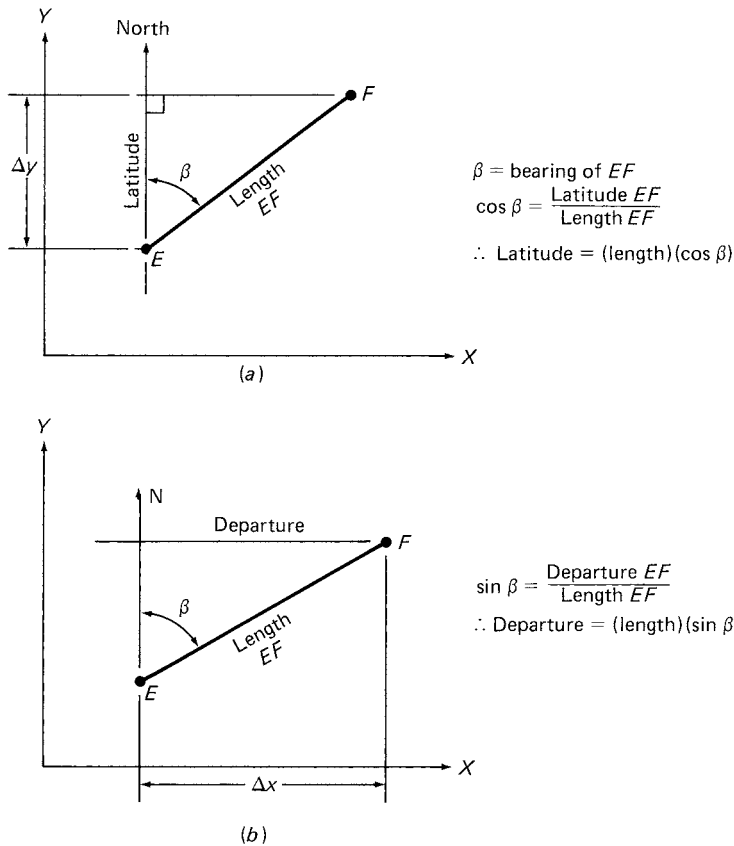 Y
North
F
Δy
Latitude
β
Length
EF
E
X
(a)
β = bearing of EF
cos β = Latitude EF / Length EF
∴ Latitude = (length)(cos β)
Y
N
Departure
F
β
Length
EF
E
X
Δx
(b)
sin β = Departure EF / Length EF
∴ Departure = (length)(sin β